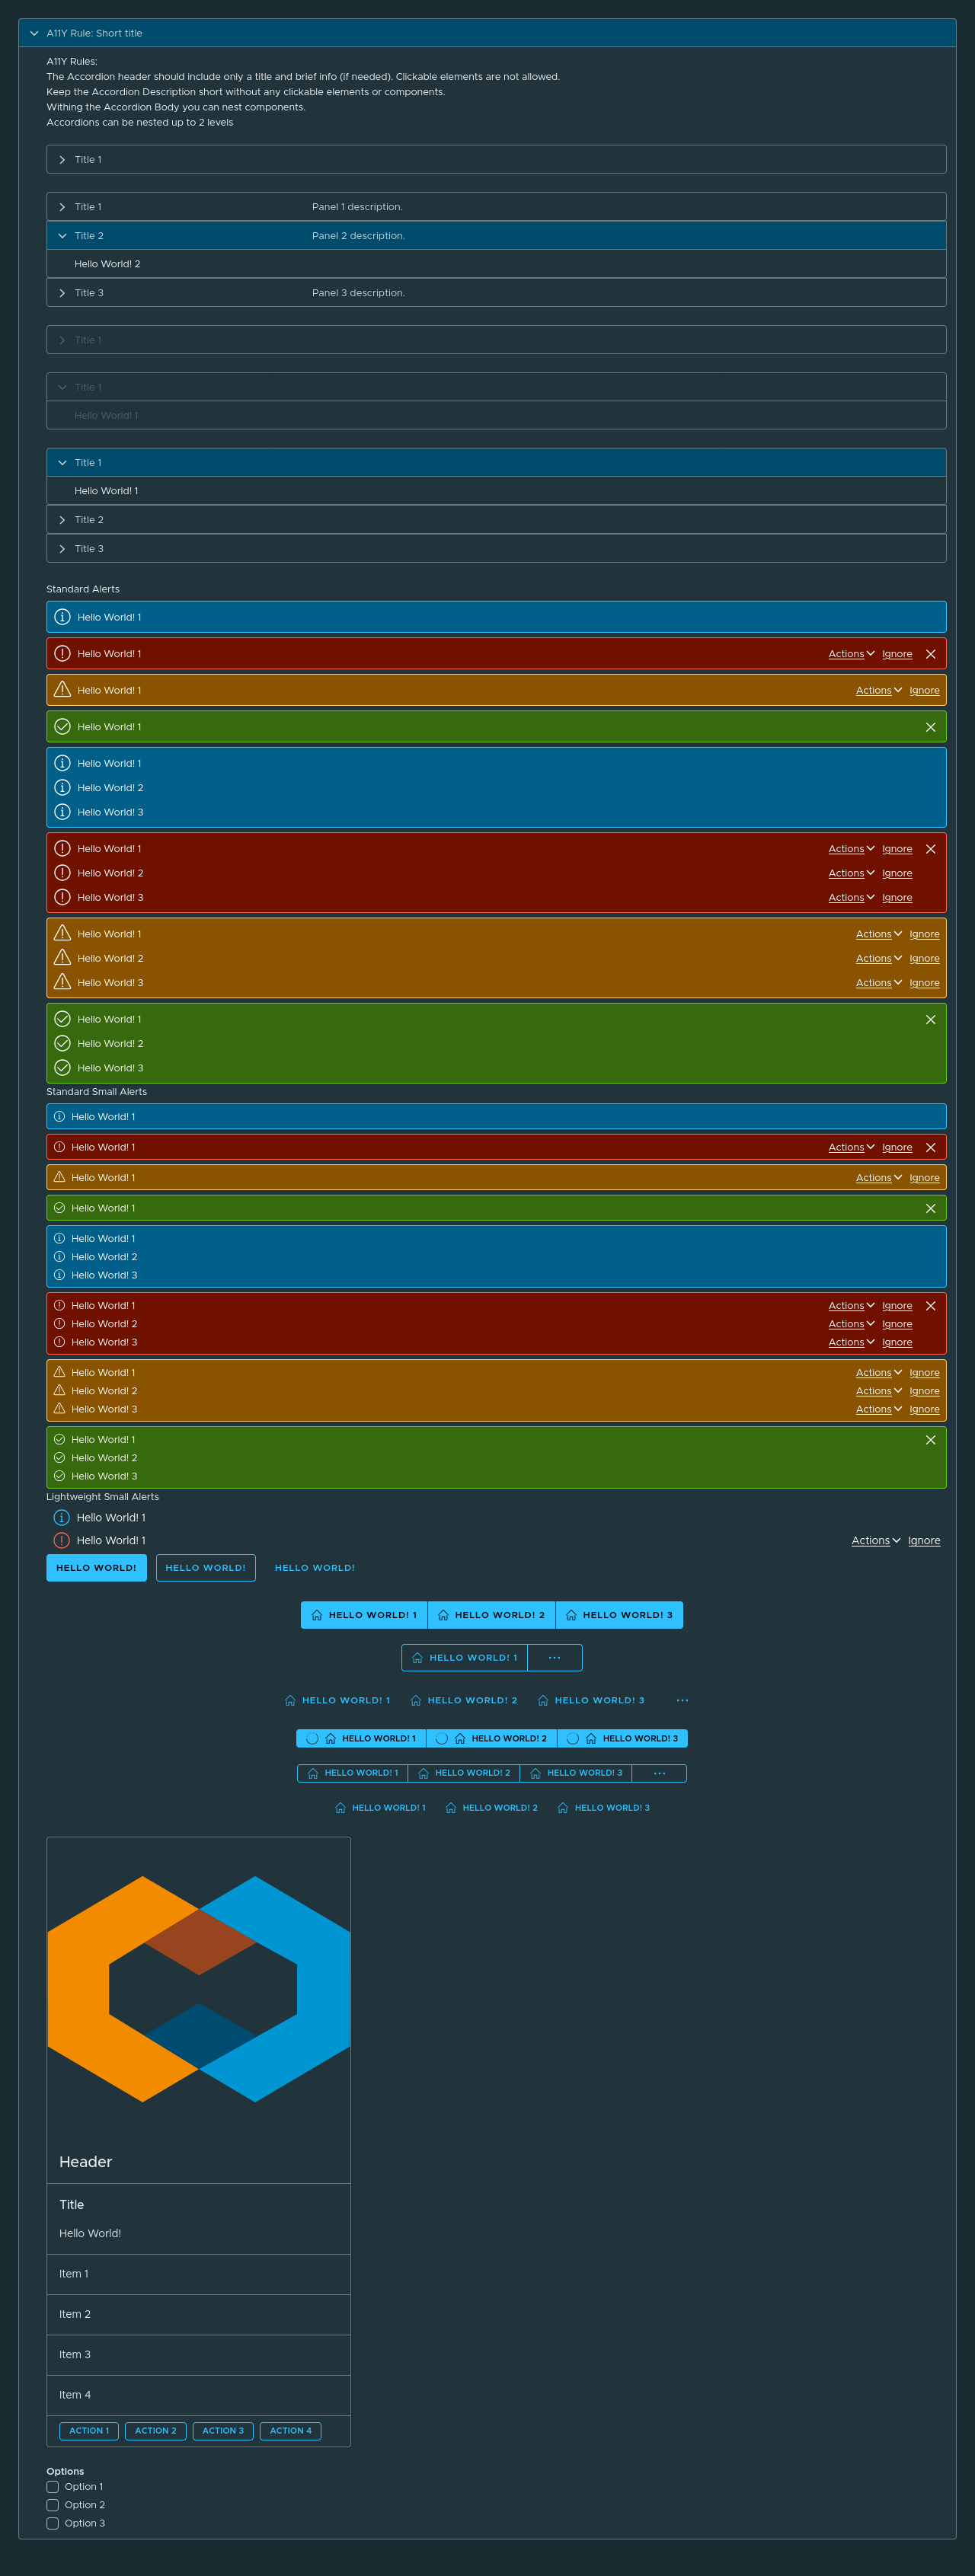 A11Y Rule: Short title
A11Y Rules:
The Accordion header should include only a title and brief info (if needed). Clickable elements are not allowed.
Keep the Accordion Description short without any clickable elements or components.
Withing the Accordion Body you can nest components.
Accordions can be nested up to 2 levels
Title 1
Title 1 Panel 1 description.
Title 2 Panel 2 description.
Hello World! 2
Title 3 Panel 3 description.
Title 1
Title 1
Hello World! 1
Title 1
Hello World! 1
Title 2
Title 3
Standard Alerts
Hello World! 1
Hello World! 1 Actions Ignore
Hello World! 1 Actions Ignore
Hello World! 1
Hello World! 1
Hello World! 2
Hello World! 3
Hello World! 1 Actions Ignore
Hello World! 2 Actions Ignore
Hello World! 3 Actions Ignore
Hello World! 1 Actions Ignore
Hello World! 2 Actions Ignore
Hello World! 3 Actions Ignore
Hello World! 1
Hello World! 2
Hello World! 3
Standard Small Alerts
Hello World! 1
Hello World! 1 Actions Ignore
Hello World! 1 Actions Ignore
Hello World! 1
Hello World! 1
Hello World! 2
Hello World! 3
Hello World! 1 Actions Ignore
Hello World! 2 Actions Ignore
Hello World! 3 Actions Ignore
Hello World! 1 Actions Ignore
Hello World! 2 Actions Ignore
Hello World! 3 Actions Ignore
Hello World! 1
Hello World! 2
Hello World! 3
Lightweight Small Alerts
Hello World! 1
Hello World! 1 Actions Ignore
HELLO WORLD! HELLO WORLD! HELLO WORLD!
HELLO WORLD! 1 HELLO WORLD! 2 HELLO WORLD! 3
HELLO WORLD! 1 ...
HELLO WORLD! 1 HELLO WORLD! 2 HELLO WORLD! 3 ...
HELLO WORLD! 1 HELLO WORLD! 2 HELLO WORLD! 3
HELLO WORLD! 1 HELLO WORLD! 2 HELLO WORLD! 3 ...
HELLO WORLD! 1 HELLO WORLD! 2 HELLO WORLD! 3
Header
Title
Hello World!
Item 1
Item 2
Item 3
Item 4
ACTION 1 ACTION 2 ACTION 3 ACTION 4
Options
Option 1
Option 2
Option 3